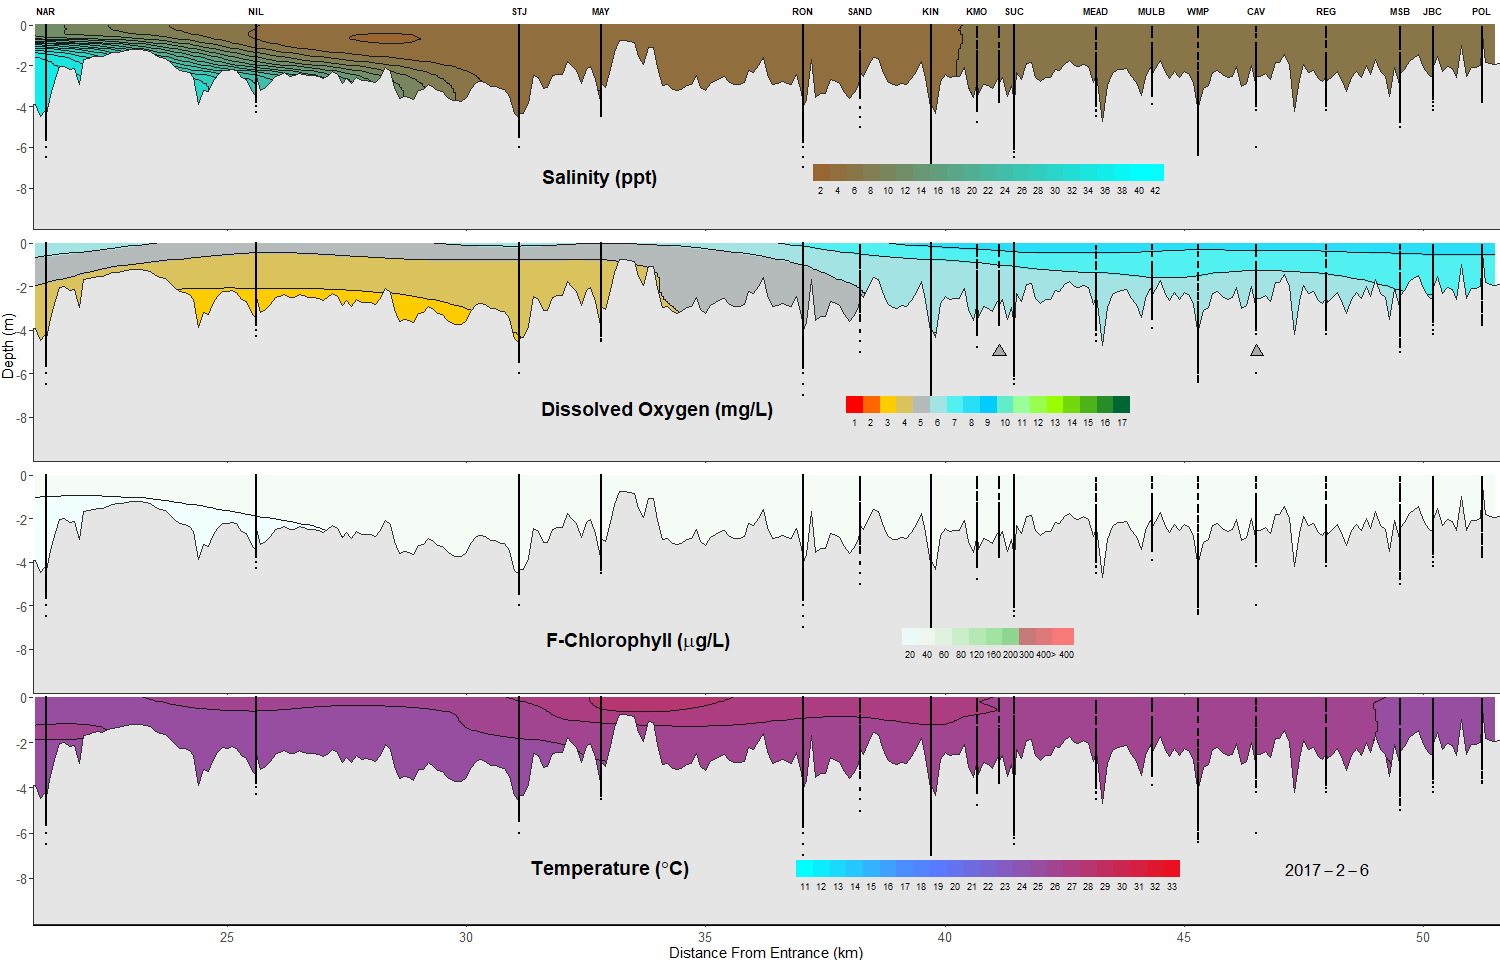 NAR NIL STJ MAY RON SAND KIN KMO SUC MEAD MULB WMP CAV REG MSB JBC POL
0
-2
-4
-6
-8
Salinity (ppt)
2 4 6 8 10 12 14 16 18 20 22 24 26 28 30 32 34 36 38 40 42
0
-2
-4
-6
-8
Depth (m)
Dissolved Oxygen (mg/L)
1 2 3 4 5 6 7 8 9 10 11 12 13 14 15 16 17
0
-2
-4
-6
-8
F-Chlorophyll (µg/L)
20 40 60 80 120 160 200 300 400> 400
0
-2
-4
-6
-8
Temperature (°C)
11 12 13 14 15 16 17 18 19 20 21 22 23 24 25 26 27 28 29 30 31 32 33
2017 – 2 – 6
25 30 35 40 45 50
Distance From Entrance (km)